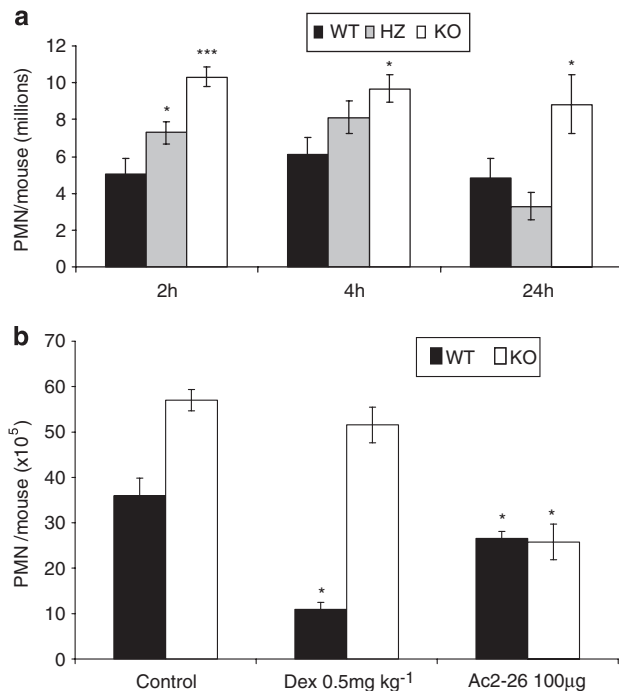 a
WT HZ KO
PMN/mouse (millions)
12
10
8
6
4
2
0
* *** * *
2h 4h 24h
b
WT KO
PMN /mouse (x10⁵)
70
60
50
40
30
20
10
0
* * *
Control Dex 0.5mg kg⁻¹ Ac2-26 100µg